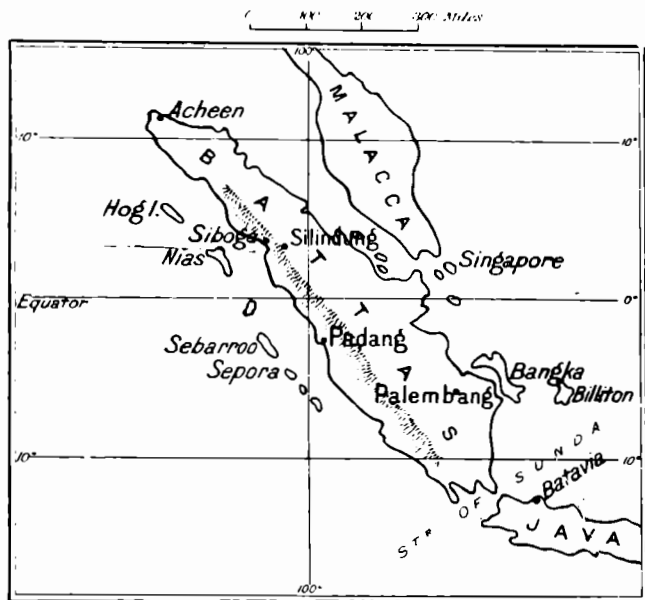 0 100 200 300 Miles
100°
Acheen
MALACCA
10° 10°
BATTAS
Hog I.
Siboga Silindung
Singapore
Nias
Equator 0° 0°
D
Padang
Sebarroo
Sepora
Bangka
Palembang
Billiton
10° 10°
STR OF SUNDA
Batavia
JAVA
100°